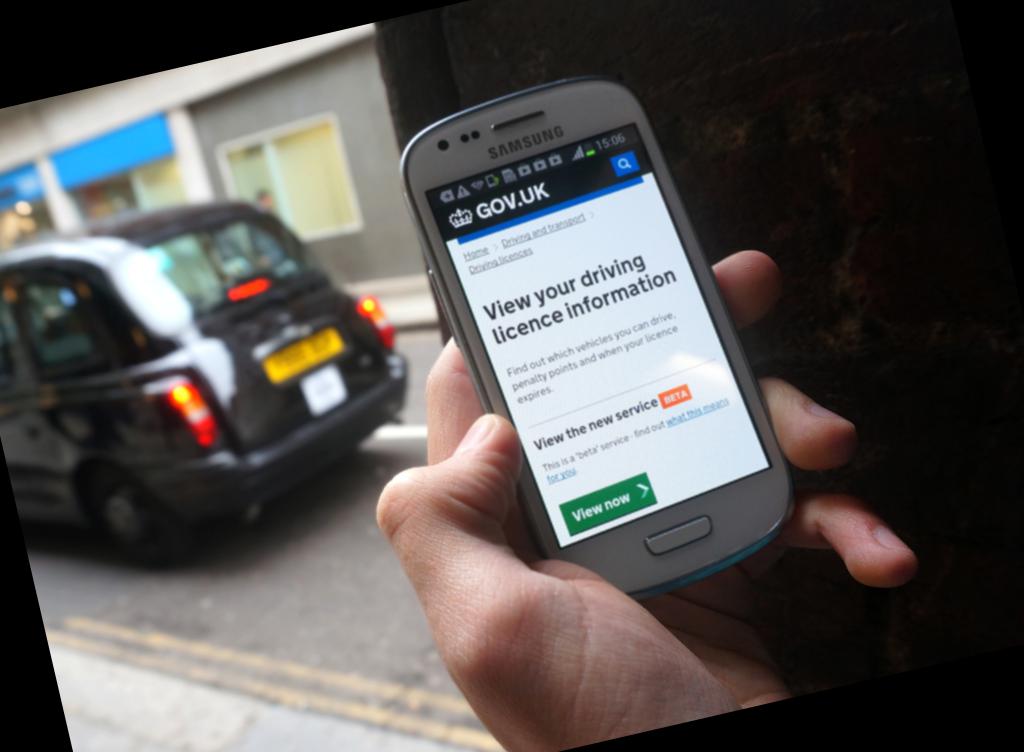 SAMSUNG
15:06
GOV.UK
Home > Driving and transport >
Driving licences
View your driving
licence information
Find out which vehicles you can drive,
penalty points and when your licence
expires.
View the new service BETA
This is a 'beta' service - find out what this means
for you.
View now